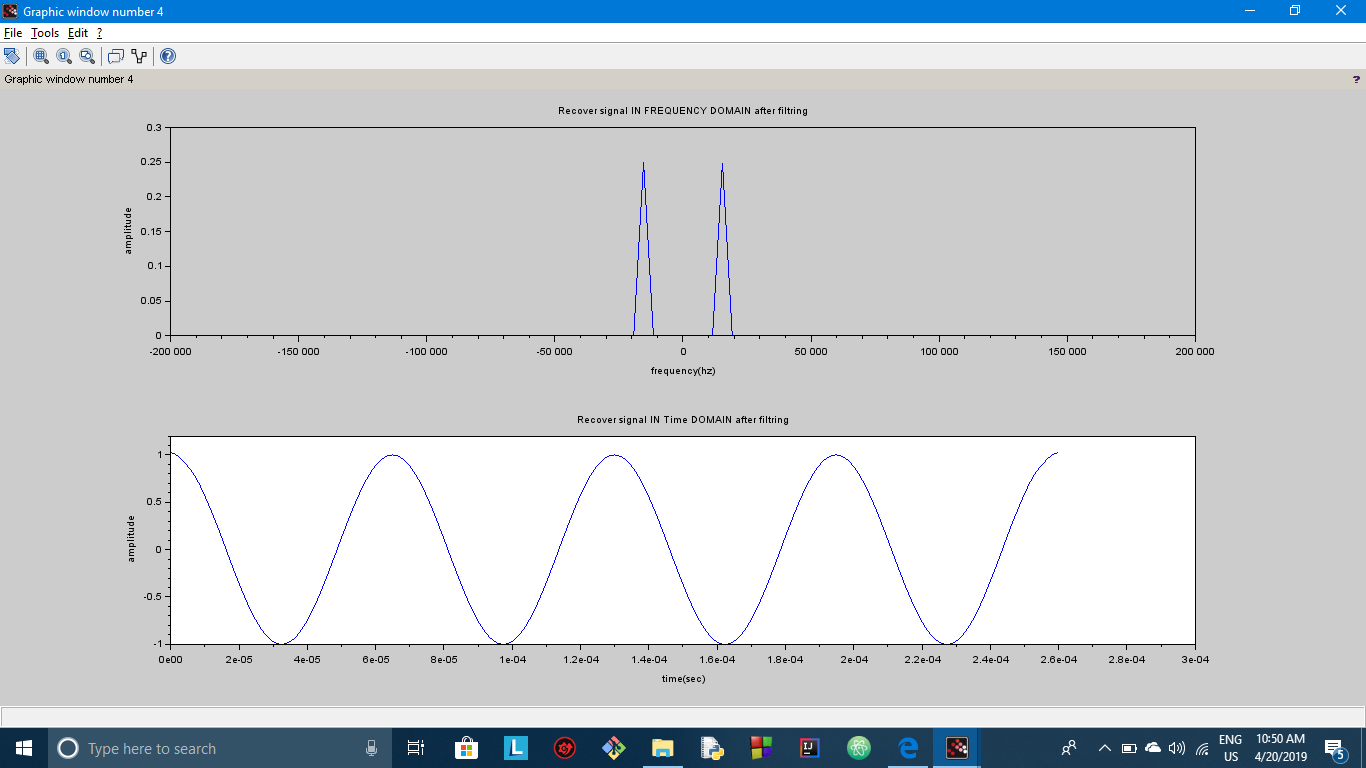 Graphic window number 4
File Tools Edit ?
Graphic window number 4 ?
Recover signal IN FREQUENCY DOMAIN after filtring
0.3
0.25
0.2
0.15
0.1
0.05
0
amplitude
-200 000 -150 000 -100 000 -50 000 0 50 000 100 000 150 000 200 000
frequency(hz)
Recover signal IN Time DOMAIN after filtring
1
0.5
0
-0.5
-1
amplitude
0e00 2e-05 4e-05 6e-05 8e-05 1e-04 1.2e-04 1.4e-04 1.6e-04 1.8e-04 2e-04 2.2e-04 2.4e-04 2.6e-04 2.8e-04 3e-04
time(sec)
Type here to search
L
IJ
ENG
US
10:50 AM
4/20/2019
5